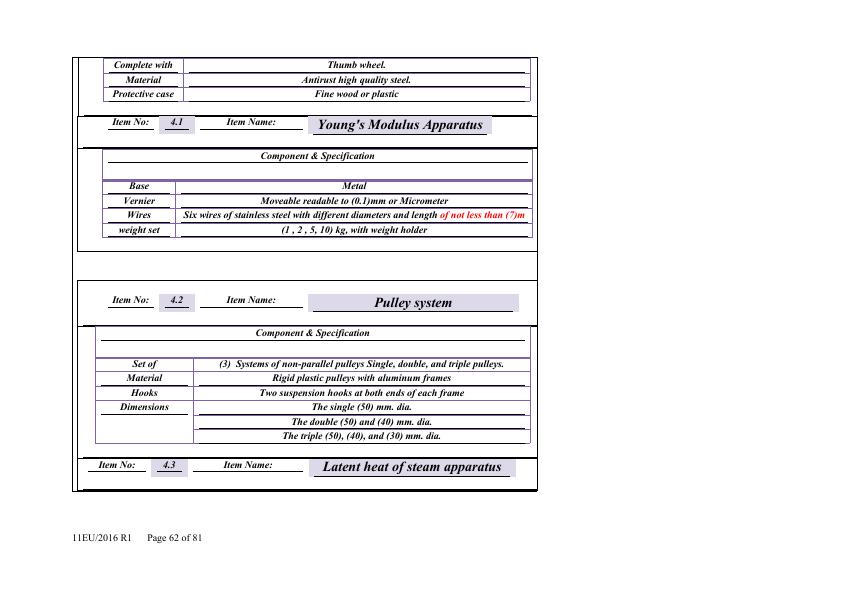 Complete with Thumb wheel.
Material Antirust high quality steel.
Protective case Fine wood or plastic
Item No: 4.1 Item Name: Young's Modulus Apparatus
Component & Specification
Base Metal
Vernier Moveable readable to (0.1)mm or Micrometer
Wires Six wires of stainless steel with different diameters and length of not less than (7)m
weight set (1 , 2 , 5, 10) kg, with weight holder
Item No: 4.2 Item Name: Pulley system
Component & Specification
Set of (3) Systems of non-parallel pulleys Single, double, and triple pulleys.
Material Rigid plastic pulleys with aluminum frames
Hooks Two suspension hooks at both ends of each frame
Dimensions The single (50) mm. dia.
The double (50) and (40) mm. dia.
The triple (50), (40), and (30) mm. dia.
Item No: 4.3 Item Name: Latent heat of steam apparatus
11EU/2016 R1 Page 62 of 81